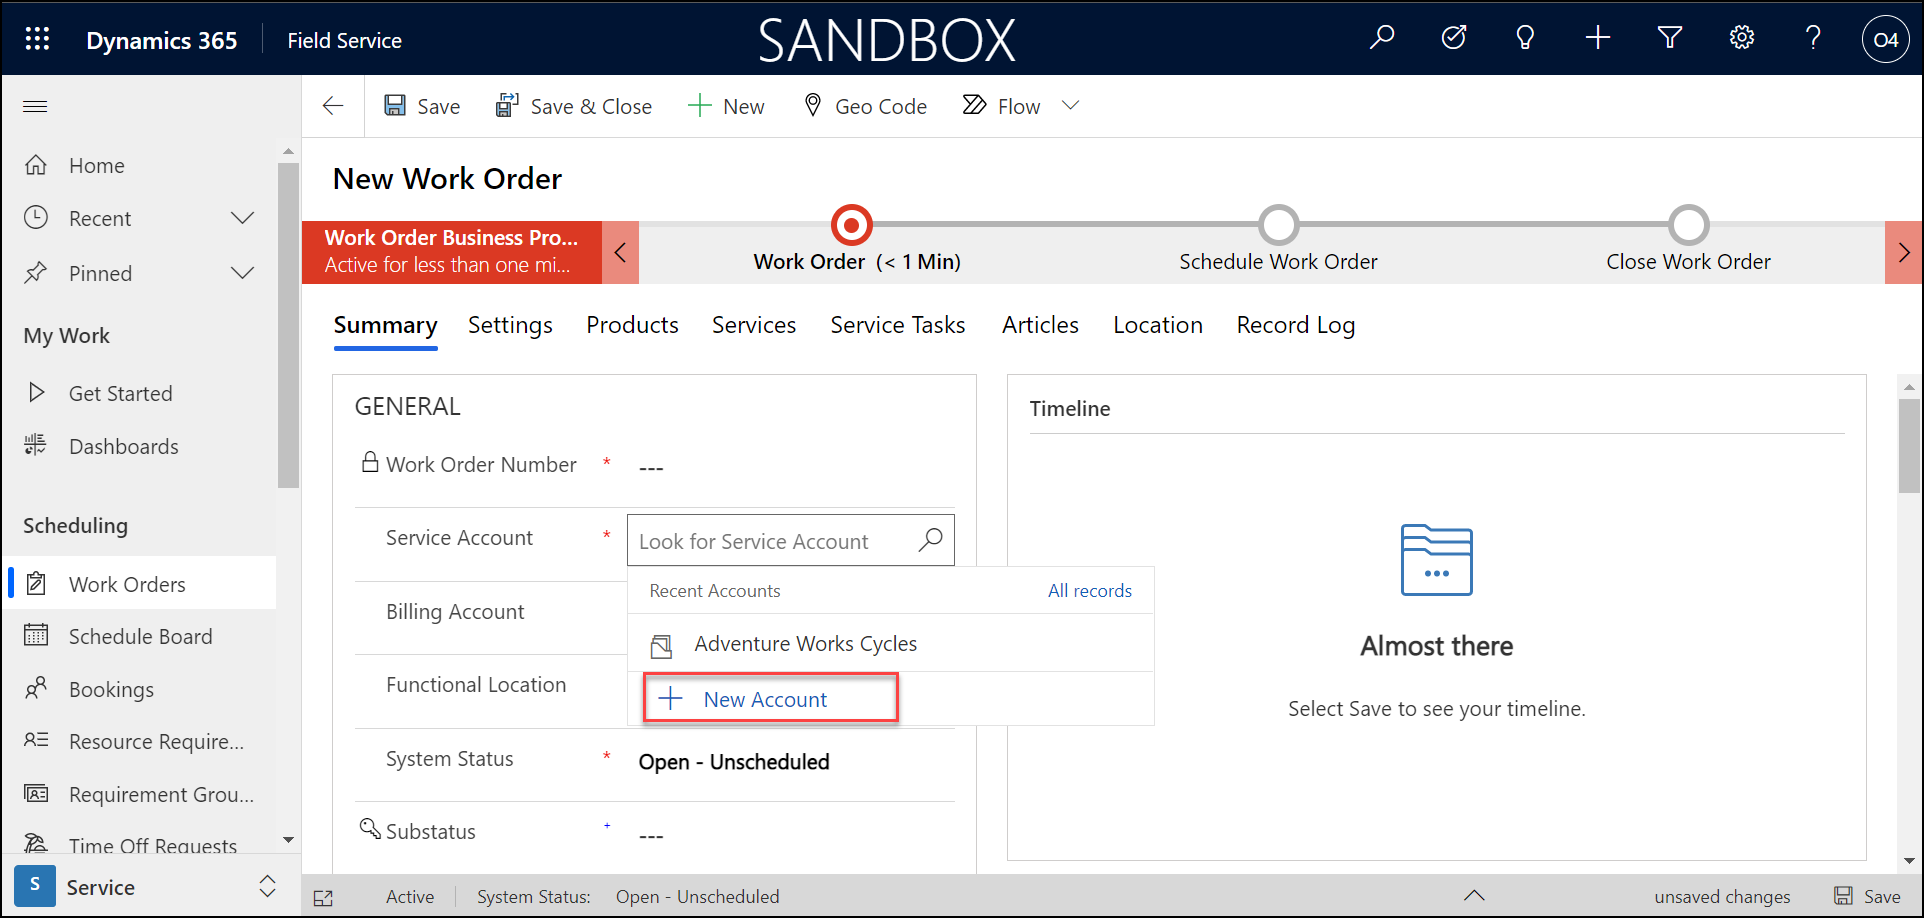 Dynamics 365
Field Service
SANDBOX
O4
Save
Save & Close
New
Geo Code
Flow
Home
Recent
Pinned
My Work
Get Started
Dashboards
Scheduling
Work Orders
Schedule Board
Bookings
Resource Require...
Requirement Grou...
Time Off Requests
S
Service
New Work Order
Work Order Business Pro...
Active for less than one mi...
Work Order (< 1 Min)
Schedule Work Order
Close Work Order
Summary
Settings
Products
Services
Service Tasks
Articles
Location
Record Log
GENERAL
Work Order Number * ---
Service Account *
Look for Service Account
Recent Accounts
All records
Adventure Works Cycles
New Account
Billing Account
Functional Location
System Status * Open - Unscheduled
Substatus + ---
Timeline
Almost there
Select Save to see your timeline.
Active
System Status: Open - Unscheduled
unsaved changes
Save